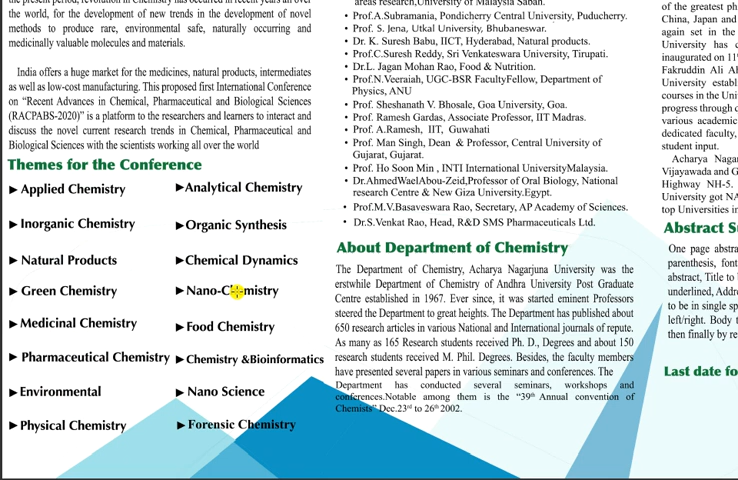 the present period, revolution in Chemistry has occurred in recent years all over
the world, for the development of new trends in the development of novel
methods to produce rare, environmental safe, naturally occurring and
medicinally valuable molecules and materials.
India offers a huge market for the medicines, natural products, intermediates
as well as low-cost manufacturing. This proposed first International Conference
on “Recent Advances in Chemical, Pharmaceutical and Biological Sciences
(RACPABS-2020)” is a platform to the researchers and learners to interact and
discuss the novel current research trends in Chemical, Pharmaceutical and
Biological Sciences with the scientists working all over the world
Themes for the Conference
►Applied Chemistry
►Inorganic Chemistry
►Natural Products
►Green Chemistry
►Medicinal Chemistry
►Pharmaceutical Chemistry
►Environmental
►Physical Chemistry
►Analytical Chemistry
►Organic Synthesis
►Chemical Dynamics
►Nano-Chemistry
►Food Chemistry
►Chemistry &Bioinformatics
►Nano Science
►Forensic Chemistry
areas research,University of Malaysia Sabah.
• Prof.A.Subramania, Pondicherry Central University, Puducherry.
• Prof. S. Jena, Utkal University, Bhubaneswar.
• Dr. K. Suresh Babu, IICT, Hyderabad, Natural products.
• Prof.C.Suresh Reddy, Sri Venkateswara University, Tirupati.
• Dr.L. Jagan Mohan Rao, Food & Nutrition.
• Prof.N.Veeraiah, UGC-BSR FacultyFellow, Department of
Physics, ANU
• Prof. Sheshanath V. Bhosale, Goa University, Goa.
• Prof. Ramesh Gardas, Associate Professor, IIT Madras.
• Prof. A.Ramesh, IIT, Guwahati
• Prof. Man Singh, Dean & Professor, Central University of
Gujarat, Gujarat.
• Prof. Ho Soon Min , INTI International UniversityMalaysia.
• Dr.AhmedWaelAbou-Zeid,Professor of Oral Biology, National
research Centre & New Giza University.Egypt.
• Prof.M.V.Basaveswara Rao, Secretary, AP Academy of Sciences.
• Dr.S.Venkat Rao, Head, R&D SMS Pharmaceuticals Ltd.
About Department of Chemistry
The Department of Chemistry, Acharya Nagarjuna University was the
erstwhile Department of Chemistry of Andhra University Post Graduate
Centre established in 1967. Ever since, it was started eminent Professors
steered the Department to great heights. The Department has published about
650 research articles in various National and International journals of repute.
As many as 165 Research students received Ph. D., Degrees and about 150
research students received M. Phil. Degrees. Besides, the faculty members
have presented several papers in various seminars and conferences. The
Department has conducted several seminars, workshops and
conferences.Notable among them is the “39th Annual convention of
Chemists” Dec.23rd to 26th 2002.
of the greatest ph
China, Japan and
again set in the
University has c
inaugurated on 11
Fakruddin Ali Ah
University establ
courses in the Uni
progress through c
various academic
dedicated faculty,
student input.
Acharya Nagar
Vijayawada and G
Highway NH-5.
University got NA
top Universities in
Abstract Su
One page abstra
parenthesis, font
abstract, Title to b
underlined, Addre
to be in single sp
left/right. Body t
then finally by re
Last date fo